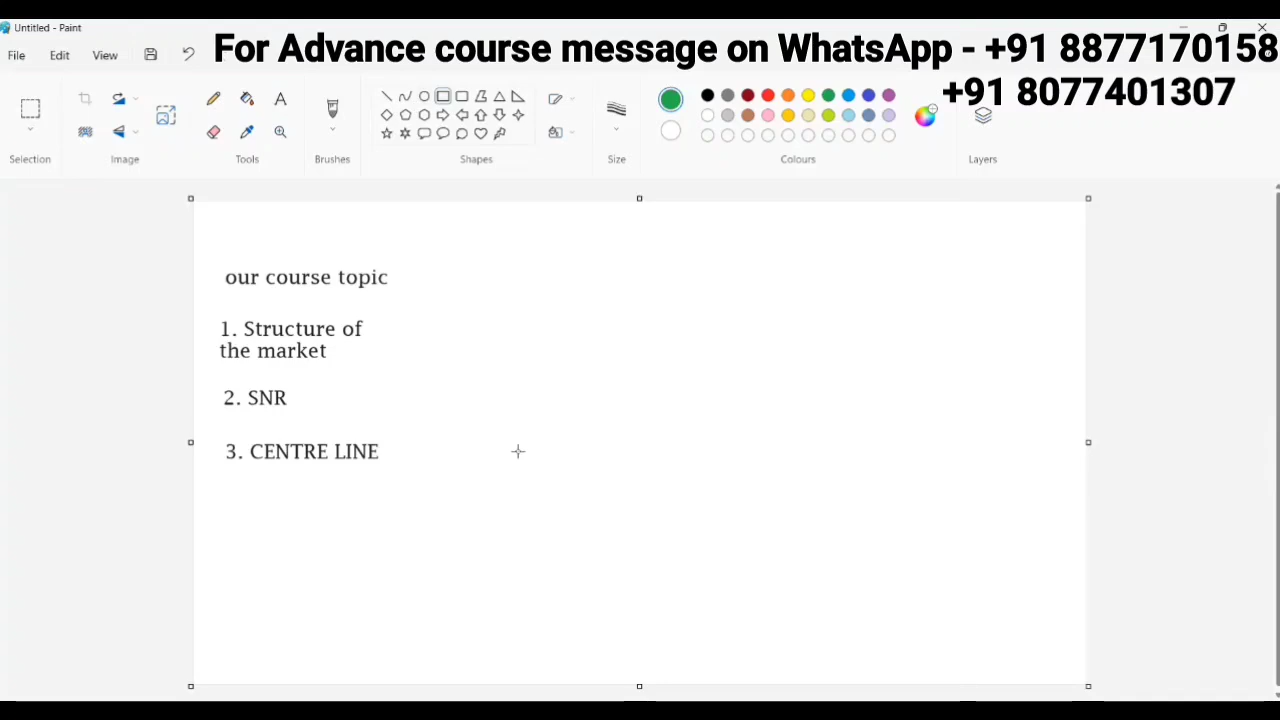 Untitled - Paint
For Advance course message on WhatsApp - +91 8877170158
+91 8077401307
File Edit View
Selection Image Tools Brushes Shapes Size Colours Layers
our course topic
1. Structure of
the market
2. SNR
3. CENTRE LINE